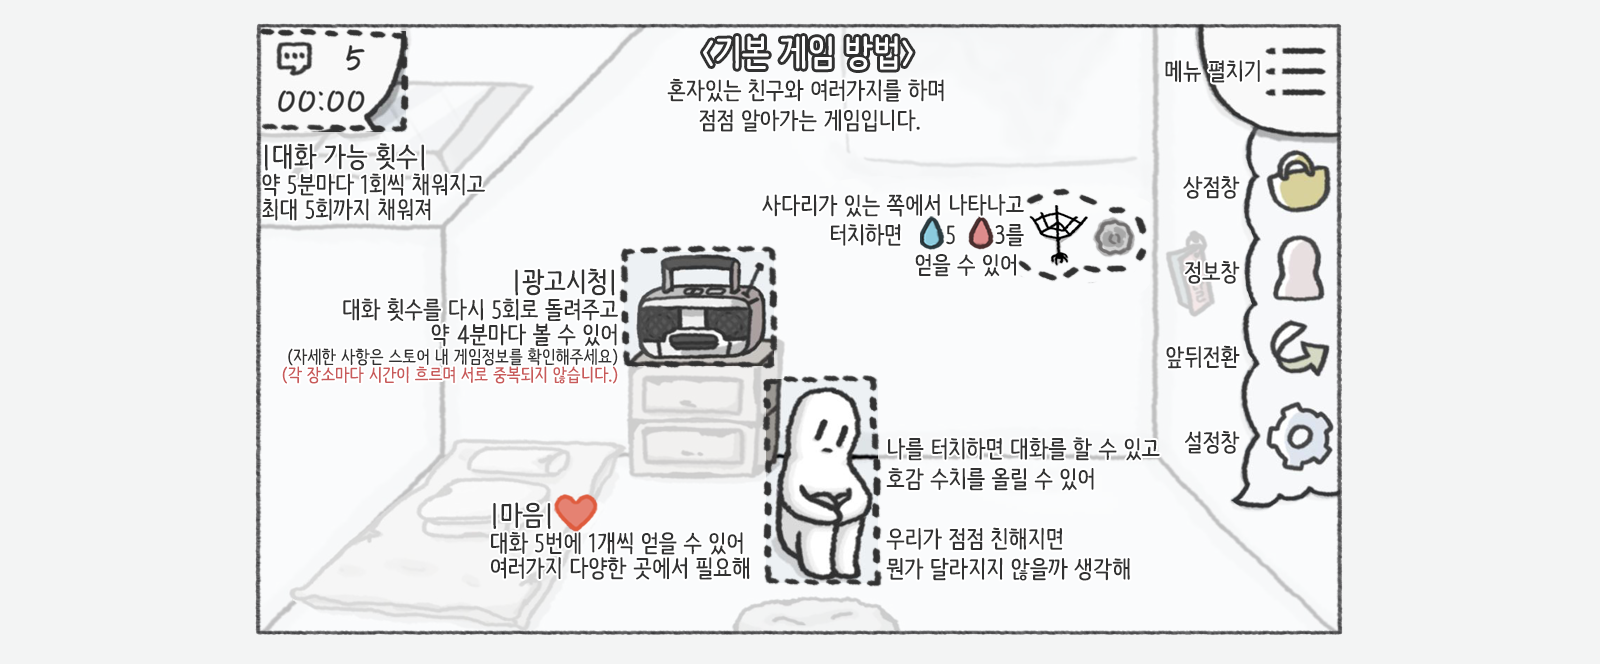 <기본 게임 방법>
혼자있는 친구와 여러가지를 하며
점점 알아가는 게임입니다.
5
00:00
|대화 가능 횟수|
약 5분마다 1회씩 채워지고
최대 5회까지 채워져
메뉴 펼치기
상점창
정보창
앞뒤전환
설정창
사다리가 있는 쪽에서 나타나고
터치하면 5 3를
얻을 수 있어
|광고시청|
대화 횟수를 다시 5회로 돌려주고
약 4분마다 볼 수 있어
(자세한 사항은 스토어 내 게임정보를 확인해주세요)
(각 장소마다 시간이 흐르며 서로 중복되지 않습니다.)
나를 터치하면 대화를 할 수 있고
호감 수치를 올릴 수 있어
|마음|
대화 5번에 1개씩 얻을 수 있어
여러가지 다양한 곳에서 필요해
우리가 점점 친해지면
뭔가 달라지지 않을까 생각해